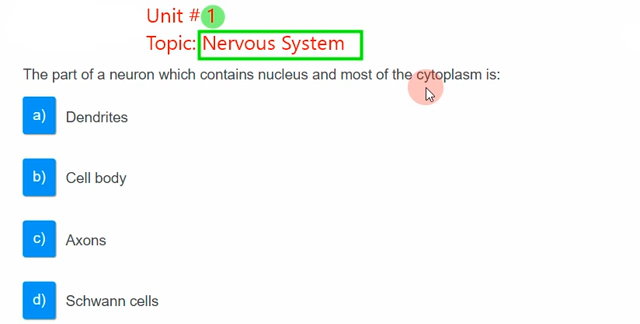 Unit # 1
Topic: Nervous System
The part of a neuron which contains nucleus and most of the cytoplasm is:
a) Dendrites
b) Cell body
c) Axons
d) Schwann cells